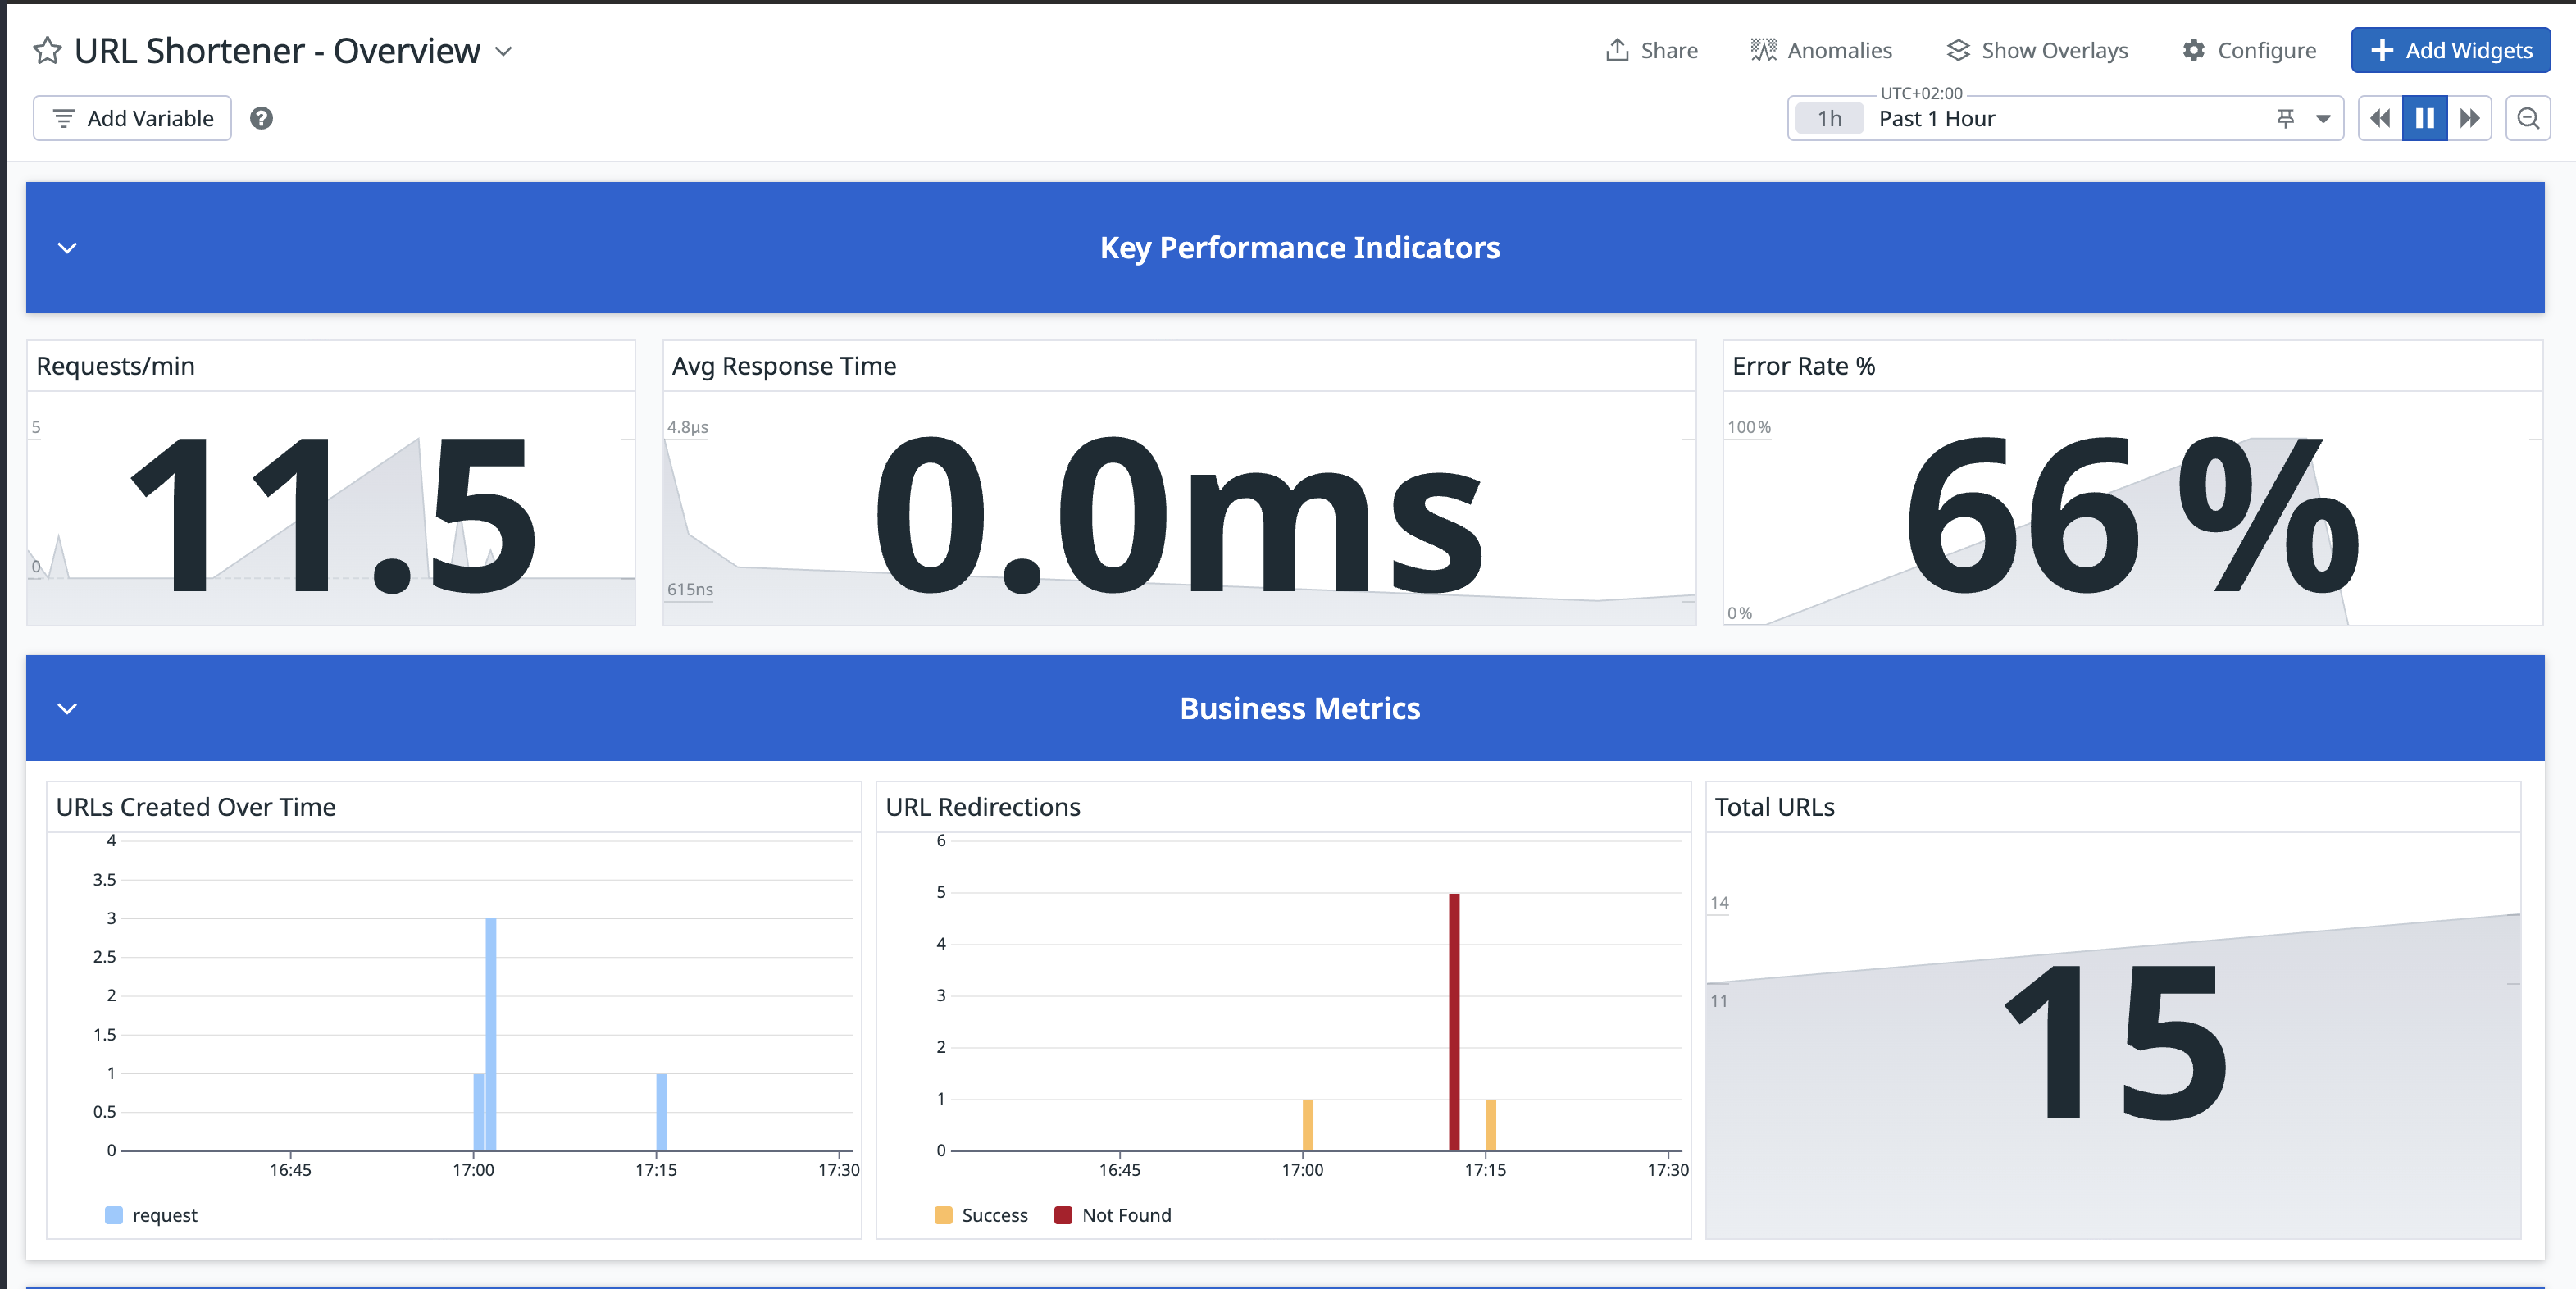 URL Shortener - Overview
Share
Anomalies
Show Overlays
Configure
Add Widgets
Add Variable
?
UTC+02:00
1h
Past 1 Hour
Key Performance Indicators
Requests/min
5
0
11.5
Avg Response Time
4.8µs
615ns
0.0ms
Error Rate %
100%
0%
66%
Business Metrics
URLs Created Over Time
4
3.5
3
2.5
2
1.5
1
0.5
0
16:45 17:00 17:15 17:30
request
URL Redirections
6
5
4
3
2
1
0
16:45 17:00 17:15 17:30
Success Not Found
Total URLs
14
11
15